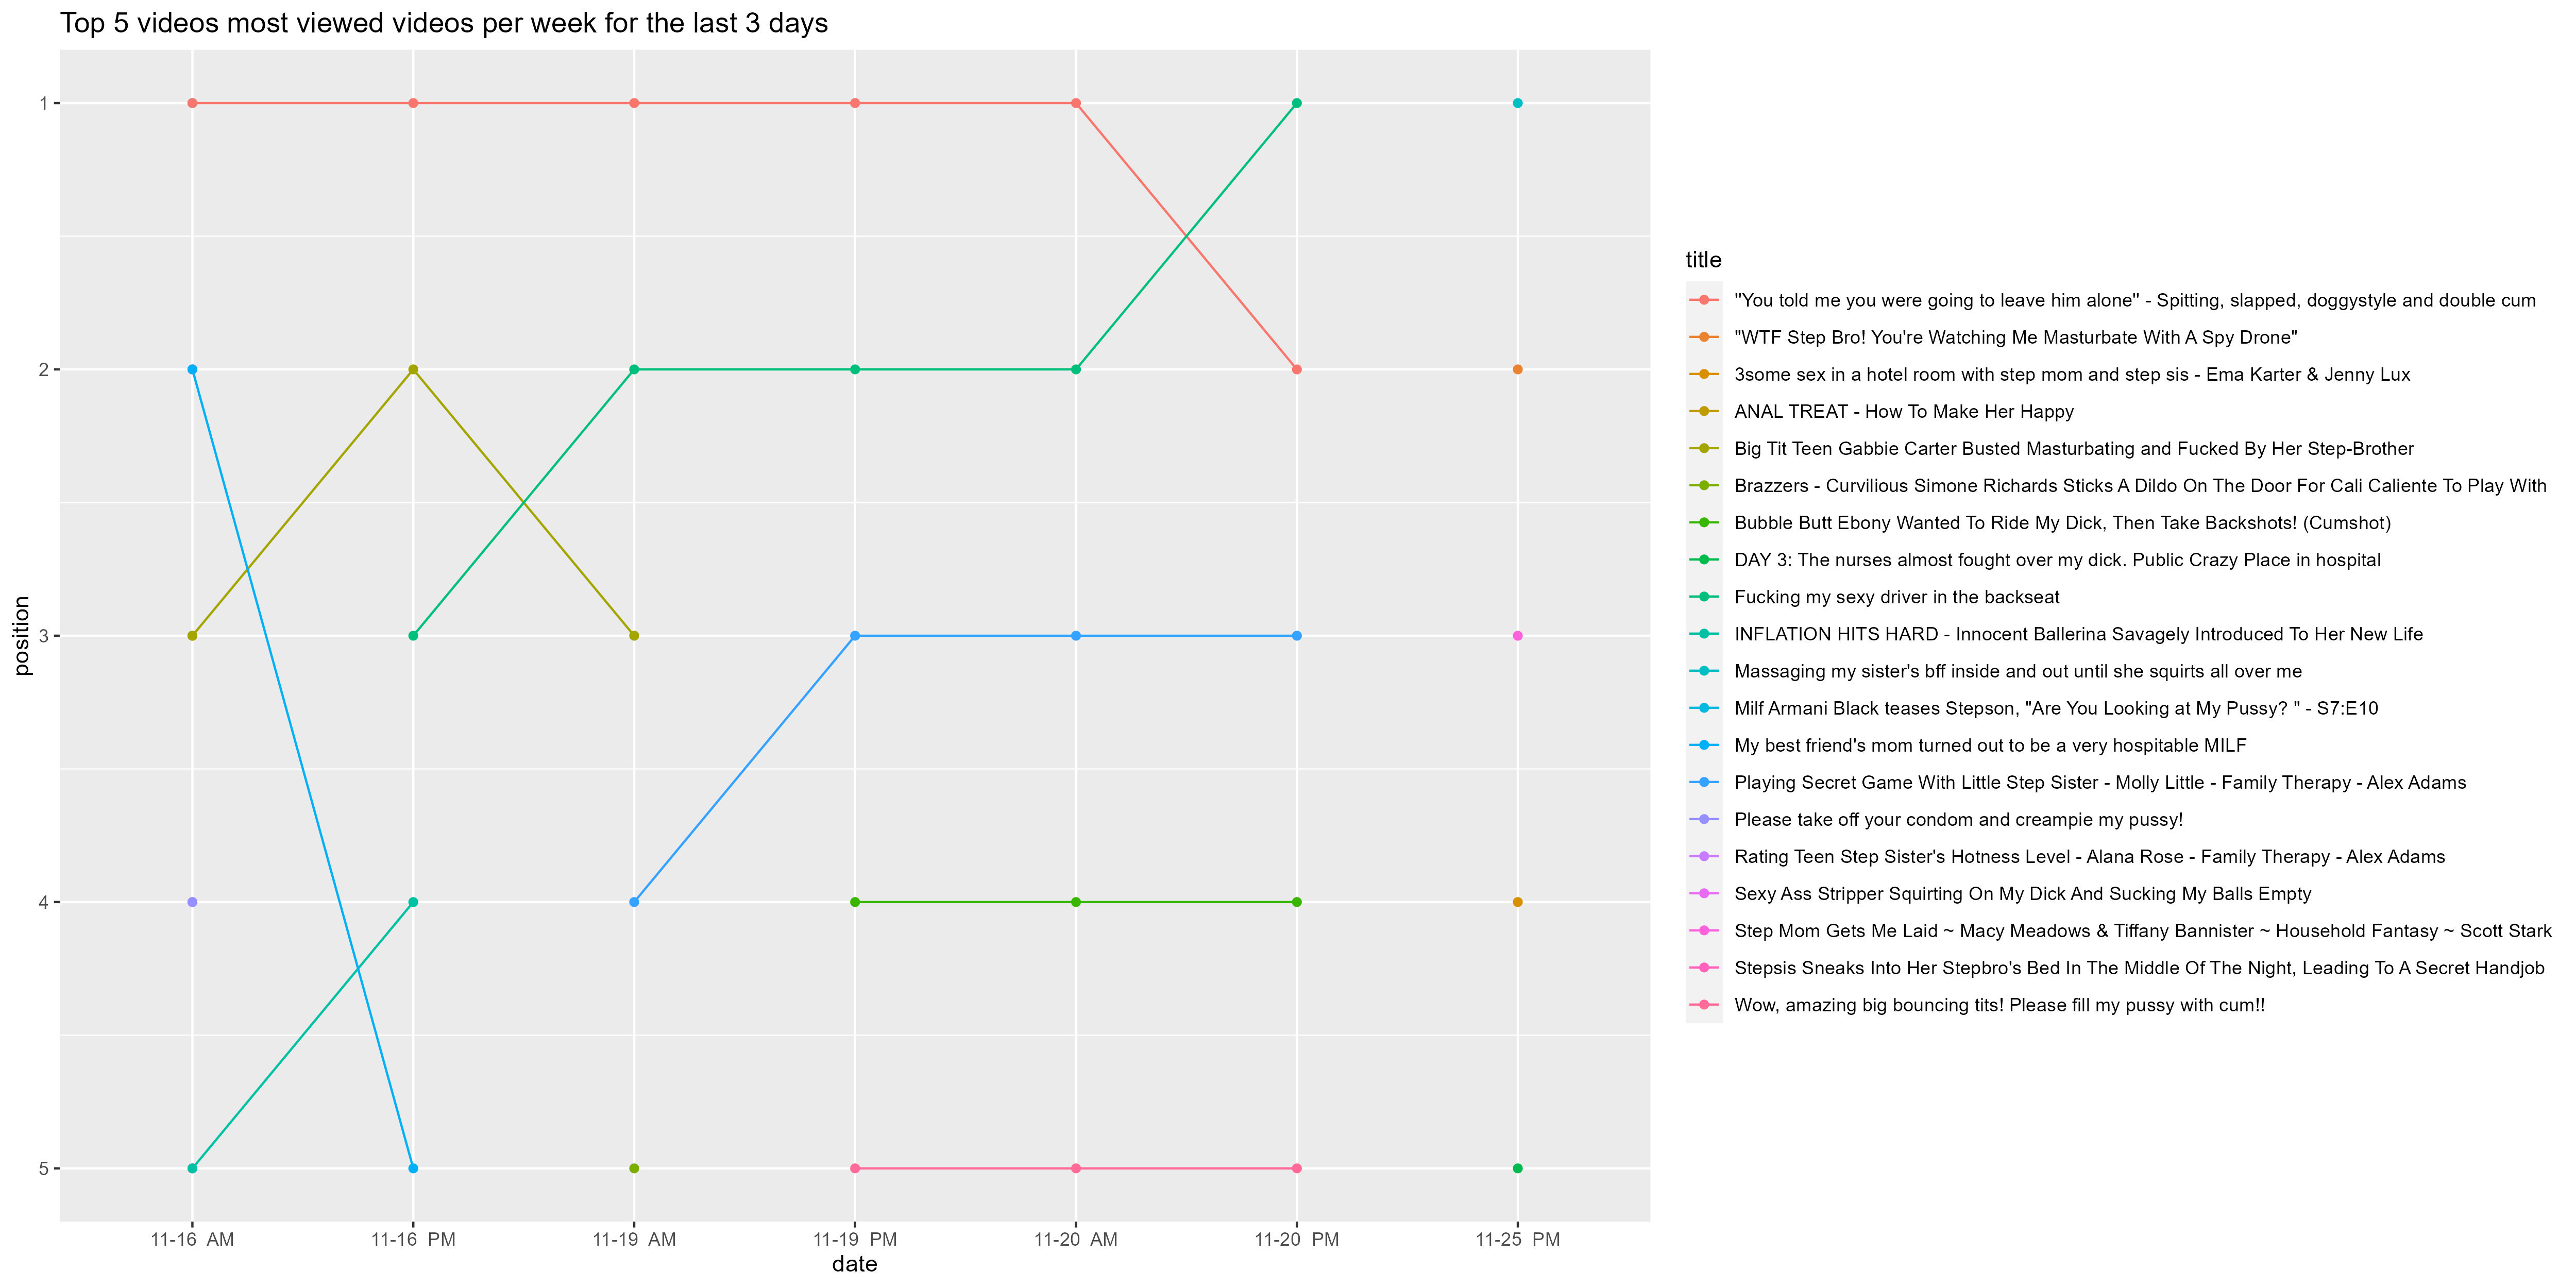 Top 5 videos most viewed videos per week for the last 3 days
position
1
2
3
4
5
11-16 AM
11-16 PM
11-19 AM
11-19 PM
11-20 AM
11-20 PM
11-25 PM
date
title
"You told me you were going to leave him alone" - Spitting, slapped, doggystyle and double cum
"WTF Step Bro! You're Watching Me Masturbate With A Spy Drone"
3some sex in a hotel room with step mom and step sis - Ema Karter & Jenny Lux
ANAL TREAT - How To Make Her Happy
Big Tit Teen Gabbie Carter Busted Masturbating and Fucked By Her Step-Brother
Brazzers - Curvilious Simone Richards Sticks A Dildo On The Door For Cali Caliente To Play With
Bubble Butt Ebony Wanted To Ride My Dick, Then Take Backshots! (Cumshot)
DAY 3: The nurses almost fought over my dick. Public Crazy Place in hospital
Fucking my sexy driver in the backseat
INFLATION HITS HARD - Innocent Ballerina Savagely Introduced To Her New Life
Massaging my sister's bff inside and out until she squirts all over me
Milf Armani Black teases Stepson, "Are You Looking at My Pussy? " - S7:E10
My best friend's mom turned out to be a very hospitable MILF
Playing Secret Game With Little Step Sister - Molly Little - Family Therapy - Alex Adams
Please take off your condom and creampie my pussy!
Rating Teen Step Sister's Hotness Level - Alana Rose - Family Therapy - Alex Adams
Sexy Ass Stripper Squirting On My Dick And Sucking My Balls Empty
Step Mom Gets Me Laid ~ Macy Meadows & Tiffany Bannister ~ Household Fantasy ~ Scott Stark
Stepsis Sneaks Into Her Stepbro's Bed In The Middle Of The Night, Leading To A Secret Handjob
Wow, amazing big bouncing tits! Please fill my pussy with cum!!